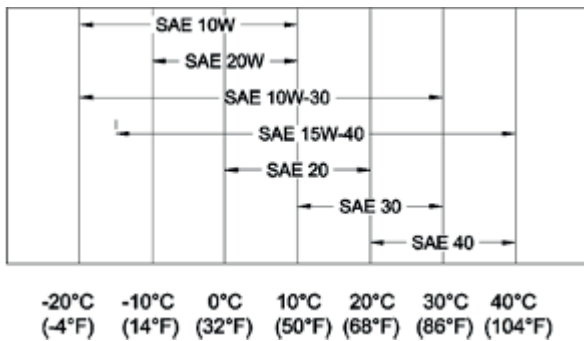 SAE 10W
SAE 20W
SAE 10W-30
SAE 15W-40
SAE 20
SAE 30
SAE 40
-20°C -10°C 0°C 10°C 20°C 30°C 40°C
(-4°F) (14°F) (32°F) (50°F) (68°F) (86°F) (104°F)